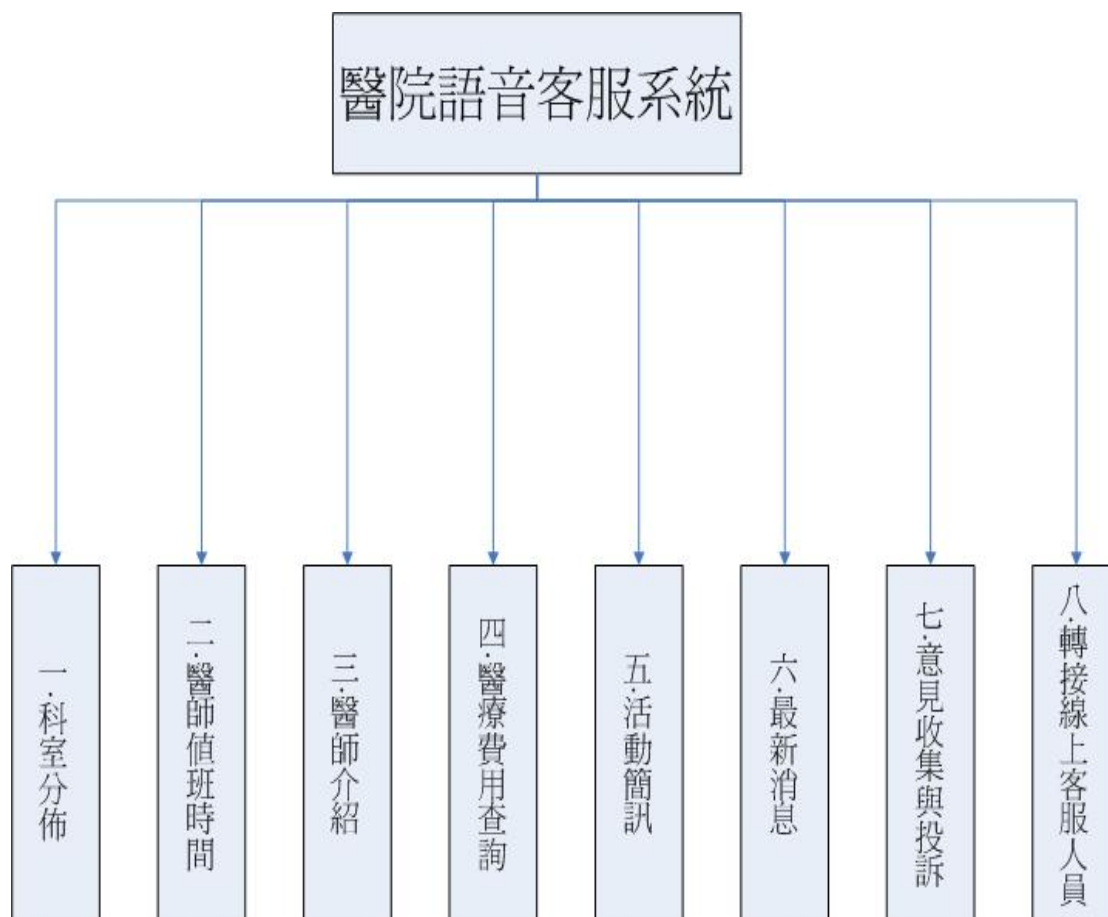 醫院語音客服系統
一.科室分佈
二.醫師值班時間
三.醫師介紹
四.醫療費用查詢
五.活動簡訊
六.最新消息
七.意見收集與投訴
八.轉接線上客服人員